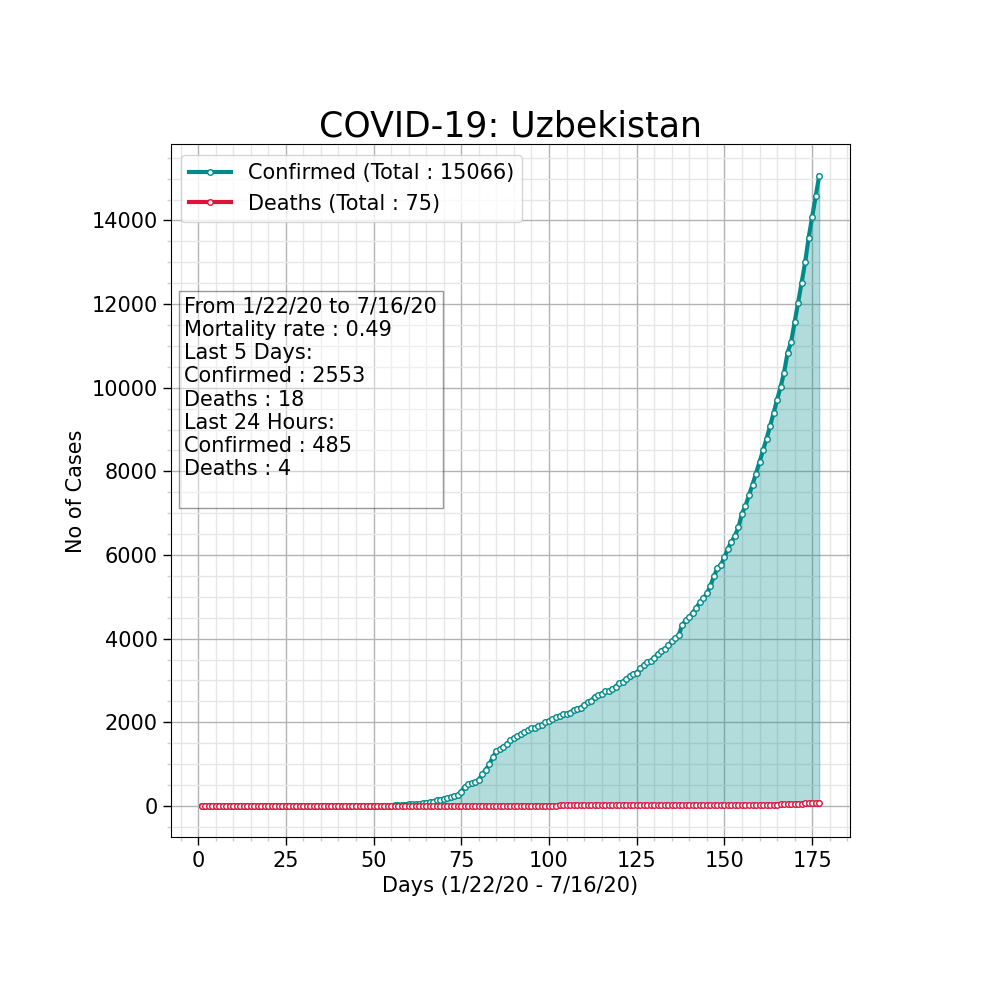 COVID-19: Uzbekistan
Confirmed (Total : 15066)
Deaths (Total : 75)
From 1/22/20 to 7/16/20
Mortality rate : 0.49
Last 5 Days:
Confirmed : 2553
Deaths : 18
Last 24 Hours:
Confirmed : 485
Deaths : 4
No of Cases
14000
12000
10000
8000
6000
4000
2000
0
0 25 50 75 100 125 150 175
Days (1/22/20 - 7/16/20)